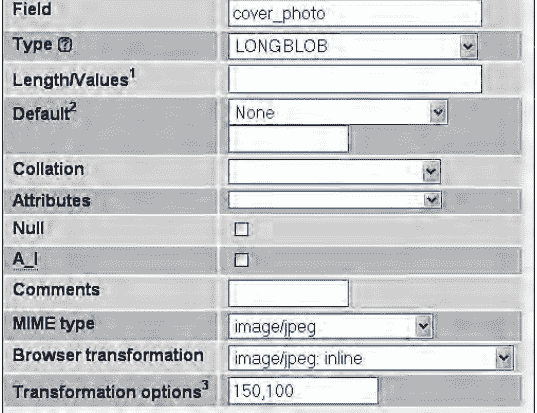 Field cover_photo
Type LONGBLOB
Length/Values1
Default2 None
Collation
Attributes
Null
A_I
Comments
MIME type image/jpeg
Browser transformation image/jpeg: inline
Transformation options3 150,100